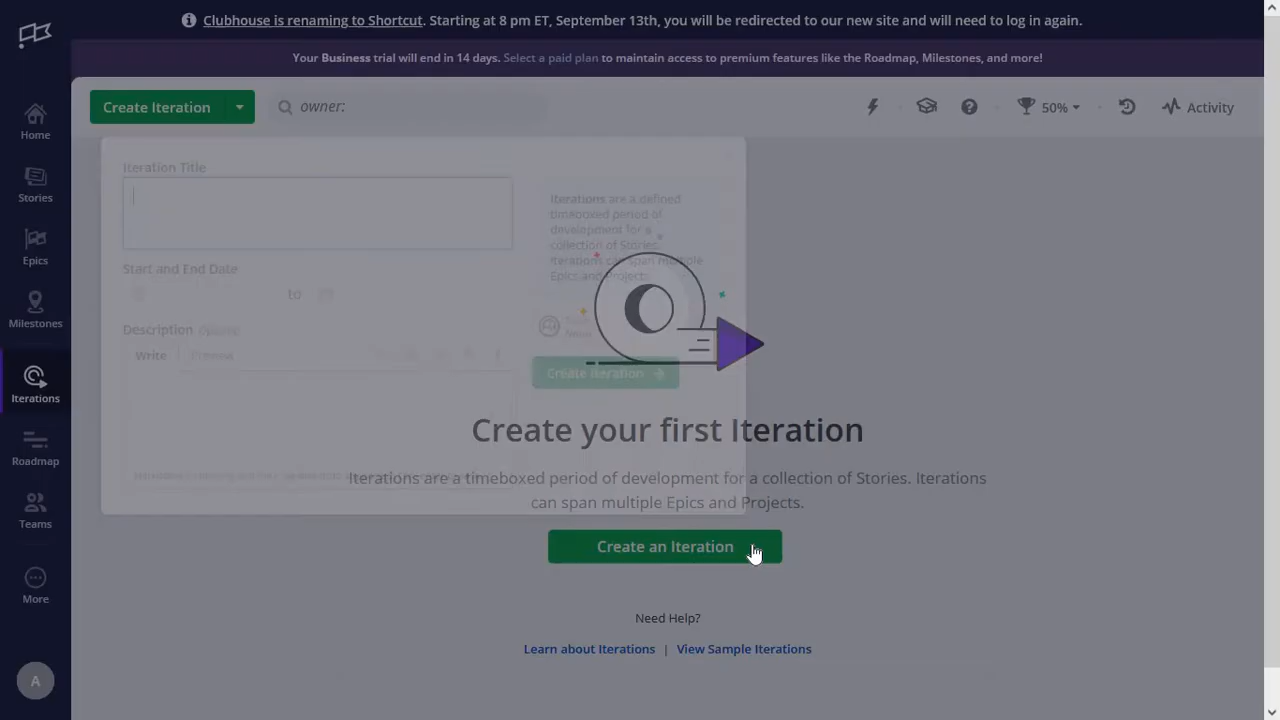 Clubhouse is renaming to Shortcut. Starting at 8 pm ET, September 13th, you will be redirected to our new site and will need to log in again.
Your Business trial will end in 14 days. Select a paid plan to maintain access to premium features like the Roadmap, Milestones, and more!
Create Iteration
owner:
50%
Activity
Home
Stories
Epics
Milestones
Iterations
Roadmap
Teams
More
A
Iteration Title
Iterations are a defined
timeboxed period of
development for a
collection of Stories.
Iterations can span multiple
Epics and Projects.
Start and End Date
to
Description Optional
Write
Preview
Create Iteration
Create your first Iteration
Iterations are a timeboxed period of development for a collection of Stories. Iterations
can span multiple Epics and Projects.
Create an Iteration
Need Help?
Learn about Iterations | View Sample Iterations